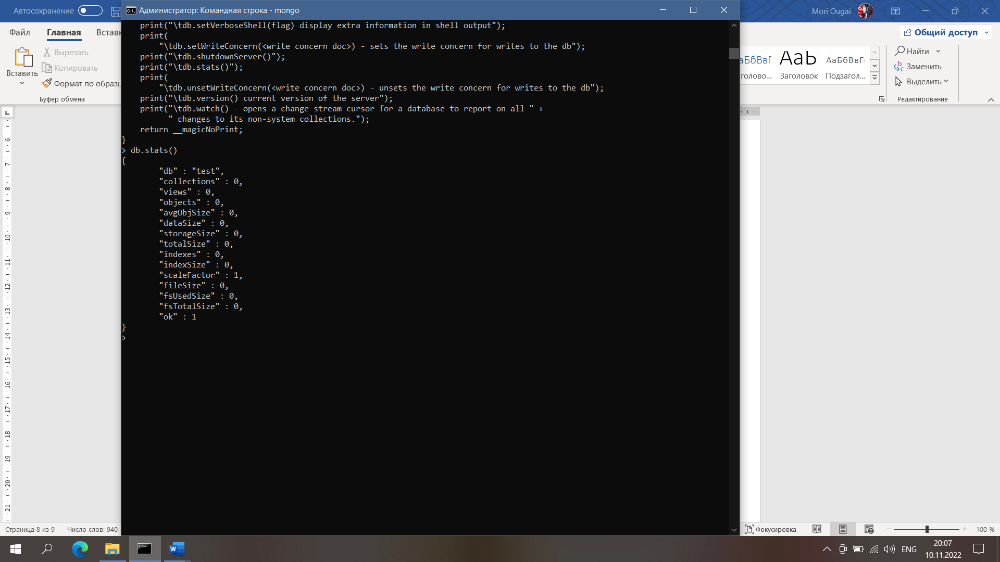 Автосохранение
Администратор: Командная строка - mongo
Mori Ougai
Файл
Главная
Общий доступ
Вставить
Вырезать
Копировать
Буфер обмена
AaB
АаБбВвГг
Заголовок
Подзагол...
Найти
Заменить
Выделить
Редактирование
print("\tdb.setVerboseShell(flag) display extra information in shell output");
print(
"\tdb.setWriteConcern(<write concern doc>) - sets the write concern for writes to the db");
print("\tdb.shutdownServer()");
print("\tdb.stats()");
print(
"\tdb.unsetWriteConcern(<write concern doc>) - unsets the write concern for writes to the db");
print("\tdb.version() current version of the server");
print("\tdb.watch() - opens a change stream cursor for a database to report on all " +
" changes to its non-system collections.");
return __magicNoPrint;
}
> db.stats()
{
"db" : "test",
"collections" : 0,
"views" : 0,
"objects" : 0,
"avgObjSize" : 0,
"dataSize" : 0,
"storageSize" : 0,
"totalSize" : 0,
"indexes" : 0,
"indexSize" : 0,
"scaleFactor" : 1,
"fileSize" : 0,
"fsUsedSize" : 0,
"fsTotalSize" : 0,
"ok" : 1
}
>
6
7
8
9
10
11
12
13
14
15
16
17
18
19
20
21
Страница 8 из 9
Число слов: 940
Фокусировка
100 %
ENG
20:07
10.11.2022